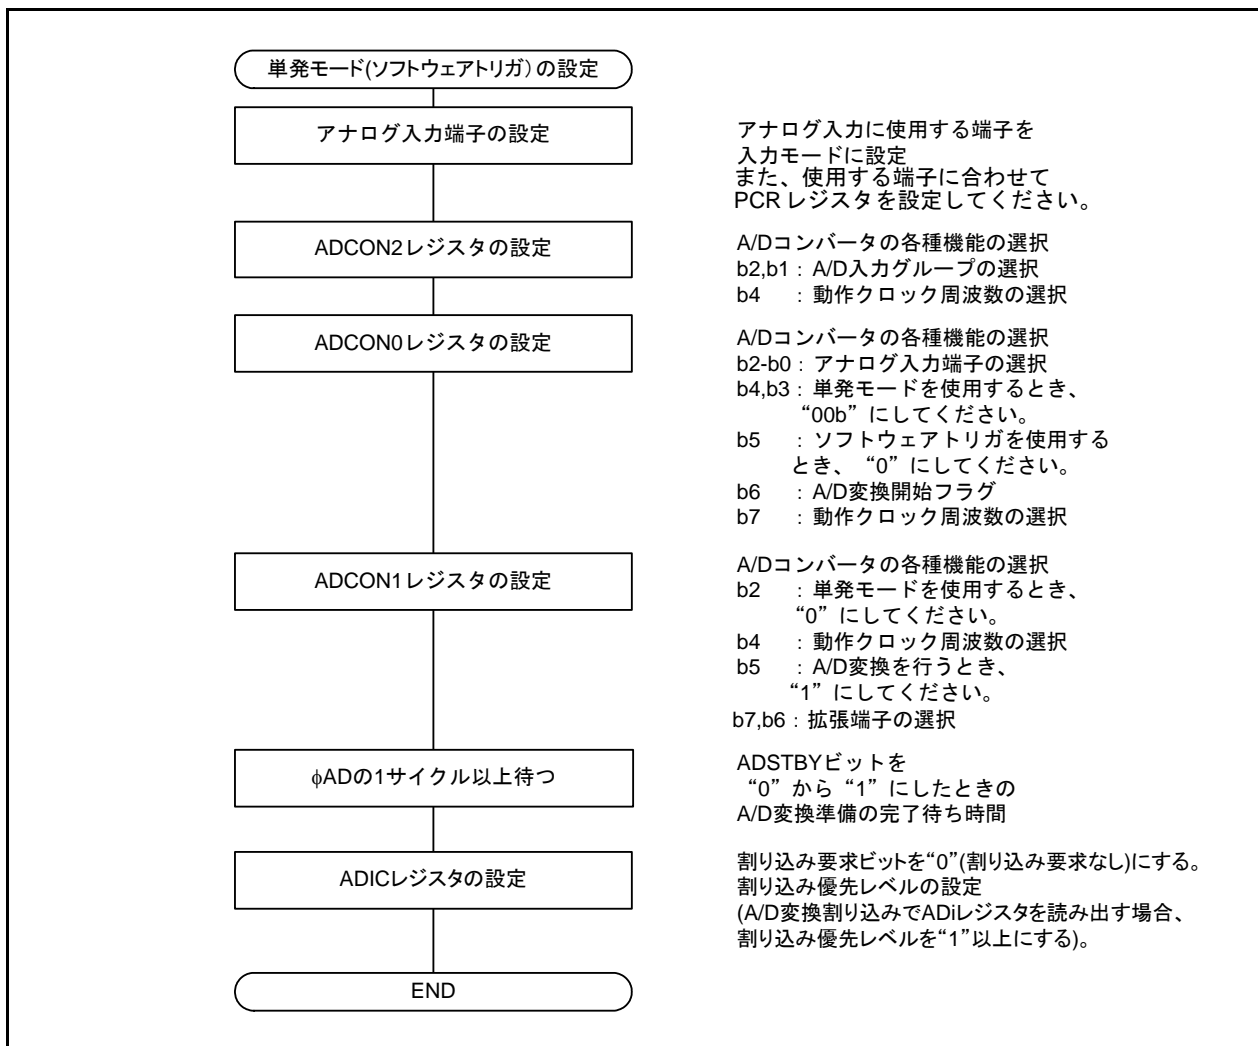 単発モード(ソフトウェアトリガ)の設定
アナログ入力端子の設定
アナログ入力に使用する端子を
入力モードに設定
また、使用する端子に合わせて
PCRレジスタを設定してください。
ADCON2レジスタの設定
A/Dコンバータの各種機能の選択
b2,b1：A/D入力グループの選択
b4　：動作クロック周波数の選択
ADCON0レジスタの設定
A/Dコンバータの各種機能の選択
b2-b0：アナログ入力端子の選択
b4,b3：単発モードを使用するとき、
“00b”にしてください。
b5　：ソフトウェアトリガを使用する
とき、“0”にしてください。
b6　：A/D変換開始フラグ
b7　：動作クロック周波数の選択
ADCON1レジスタの設定
A/Dコンバータの各種機能の選択
b2　：単発モードを使用するとき、
“0”にしてください。
b4　：動作クロック周波数の選択
b5　：A/D変換を行うとき、
“1”にしてください。
b7,b6：拡張端子の選択
φADの1サイクル以上待つ
ADSTBYビットを
“0”から“1”にしたときの
A/D変換準備の完了待ち時間
ADICレジスタの設定
割り込み要求ビットを“0”(割り込み要求なし)にする。
割り込み優先レベルの設定
(A/D変換割り込みでADiレジスタを読み出す場合、
割り込み優先レベルを“1”以上にする)。
END